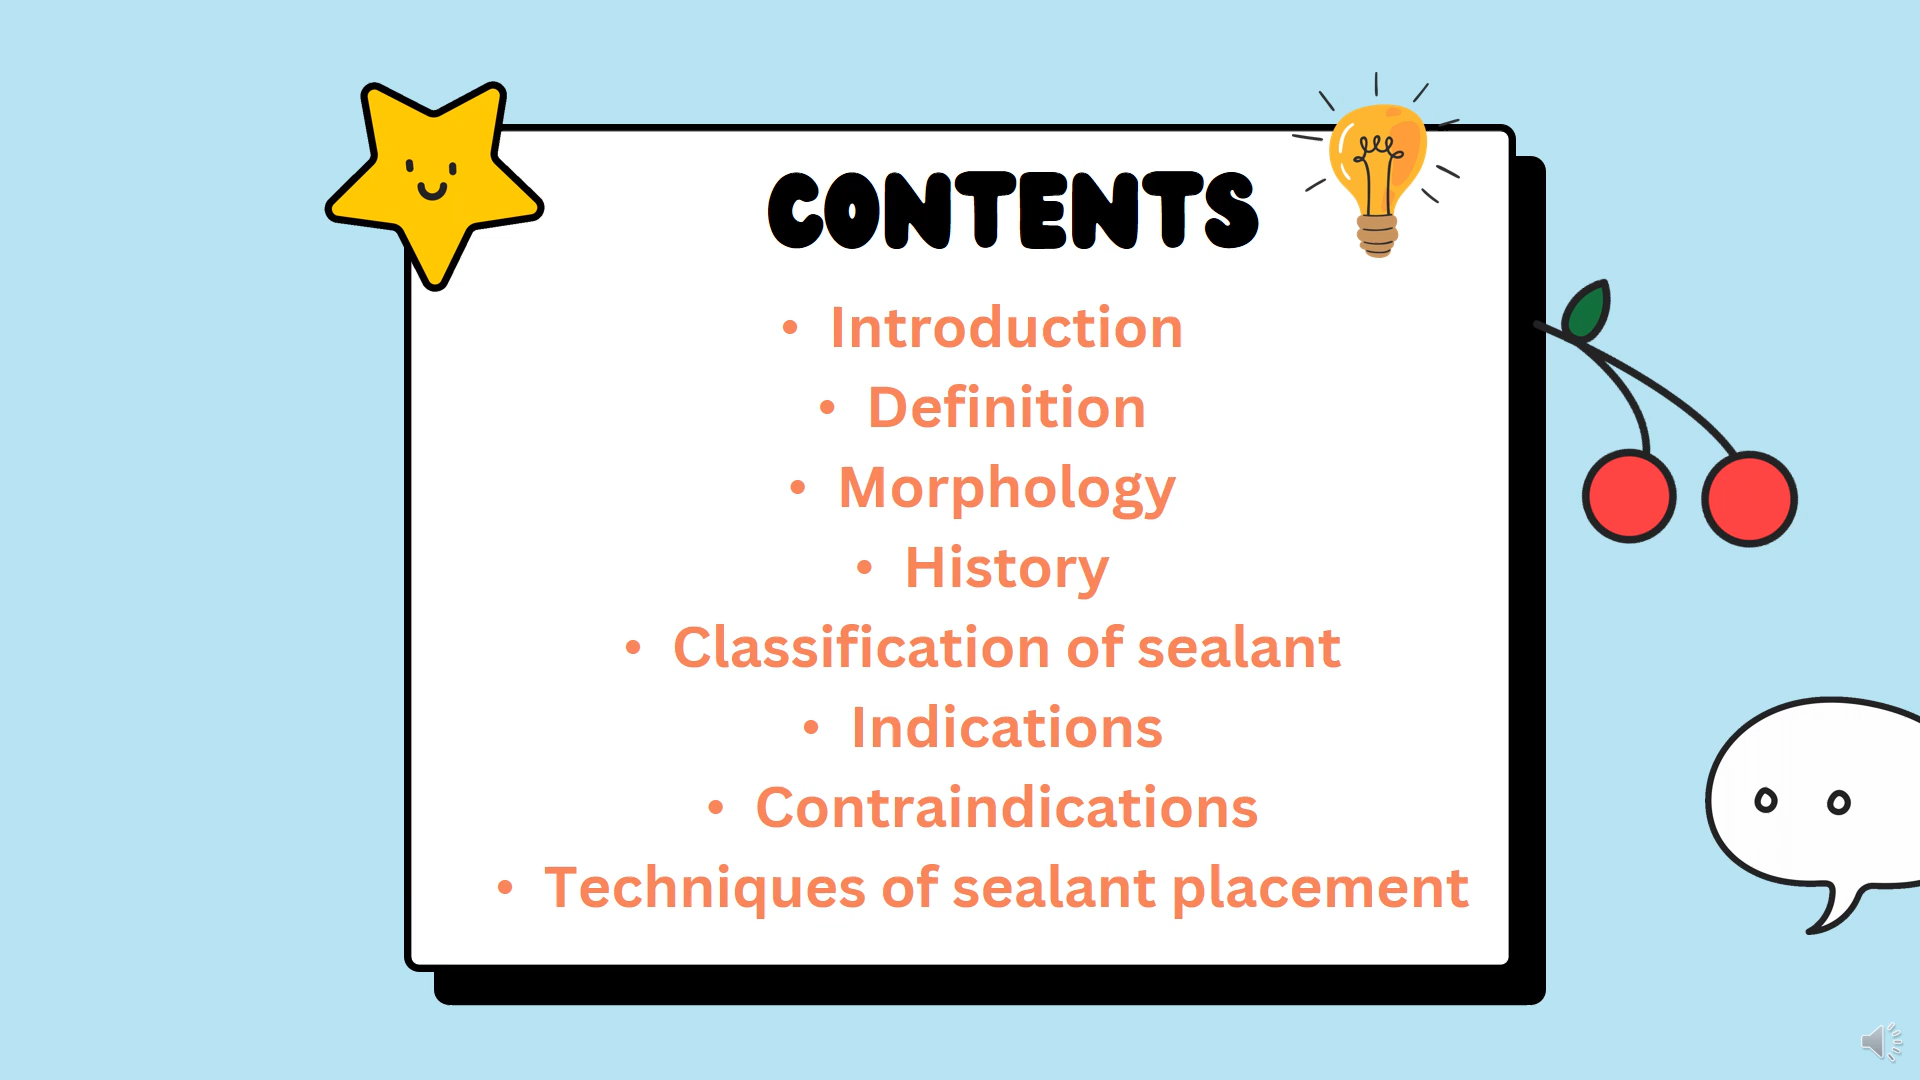 CONTENTS
• Introduction
• Definition
• Morphology
• History
• Classification of sealant
• Indications
• Contraindications
• Techniques of sealant placement